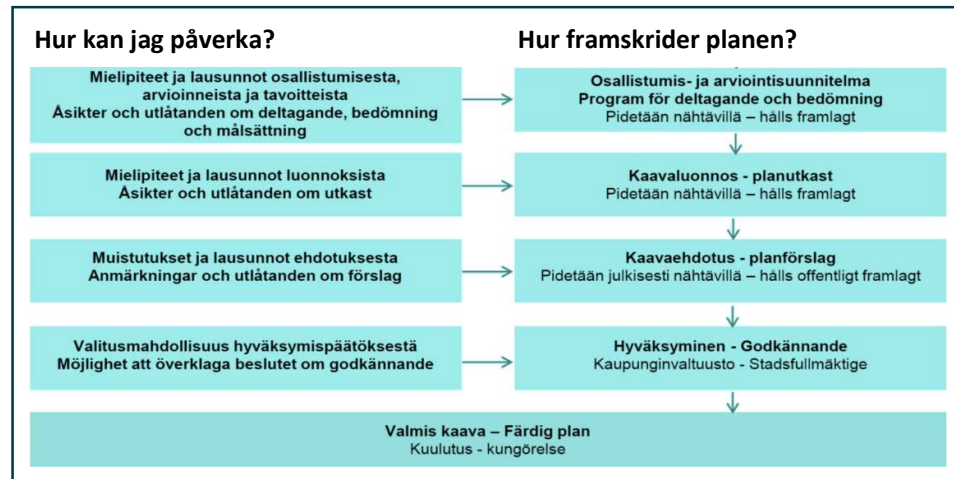 Hur kan jag påverka?
Hur framskrider planen?
Mielipiteet ja lausunnot osallistumisesta,
arvioinneista ja tavoitteista
Åsikter och utlåtanden om deltagande, bedömning
och målsättning
Osallistumis- ja arviointisuunnitelma
Program för deltagande och bedömning
Pidetään nähtävillä – hålls framlagt
Mielipiteet ja lausunnot luonnoksista
Åsikter och utlåtanden om utkast
Kaavaluonnos - planutkast
Pidetään nähtävillä – hålls framlagt
Muistutukset ja lausunnot ehdotuksesta
Anmärkningar och utlåtanden om förslag
Kaavaehdotus - planförslag
Pidetään julkisesti nähtävillä – hålls offentligt framlagt
Valitusmahdollisuus hyväksymispäätöksestä
Möjlighet att överklaga beslutet om godkännande
Hyväksyminen - Godkännande
Kaupunginvaltuusto - Stadsfullmäktige
Valmis kaava – Färdig plan
Kuulutus - kungörelse